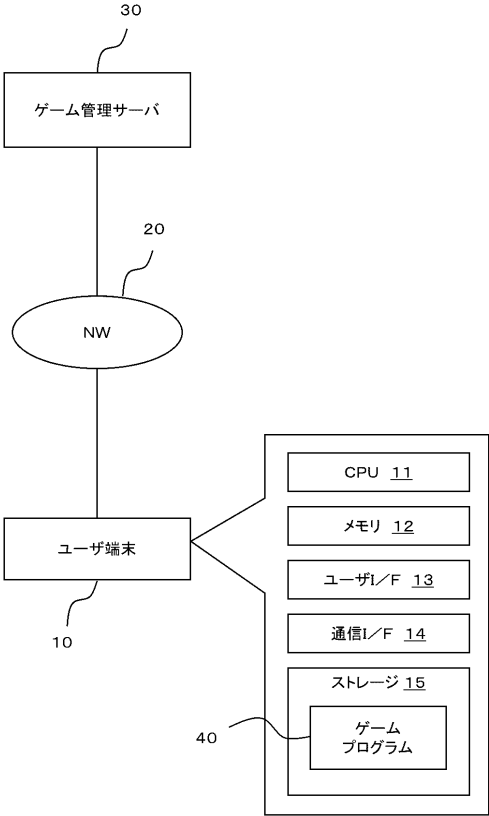 30
ゲーム管理サーバ
20
NW
CPU 11
メモリ 12
ユーザI／F 13
通信I／F 14
ストレージ 15
40
ゲーム
プログラム
ユーザ端末
10